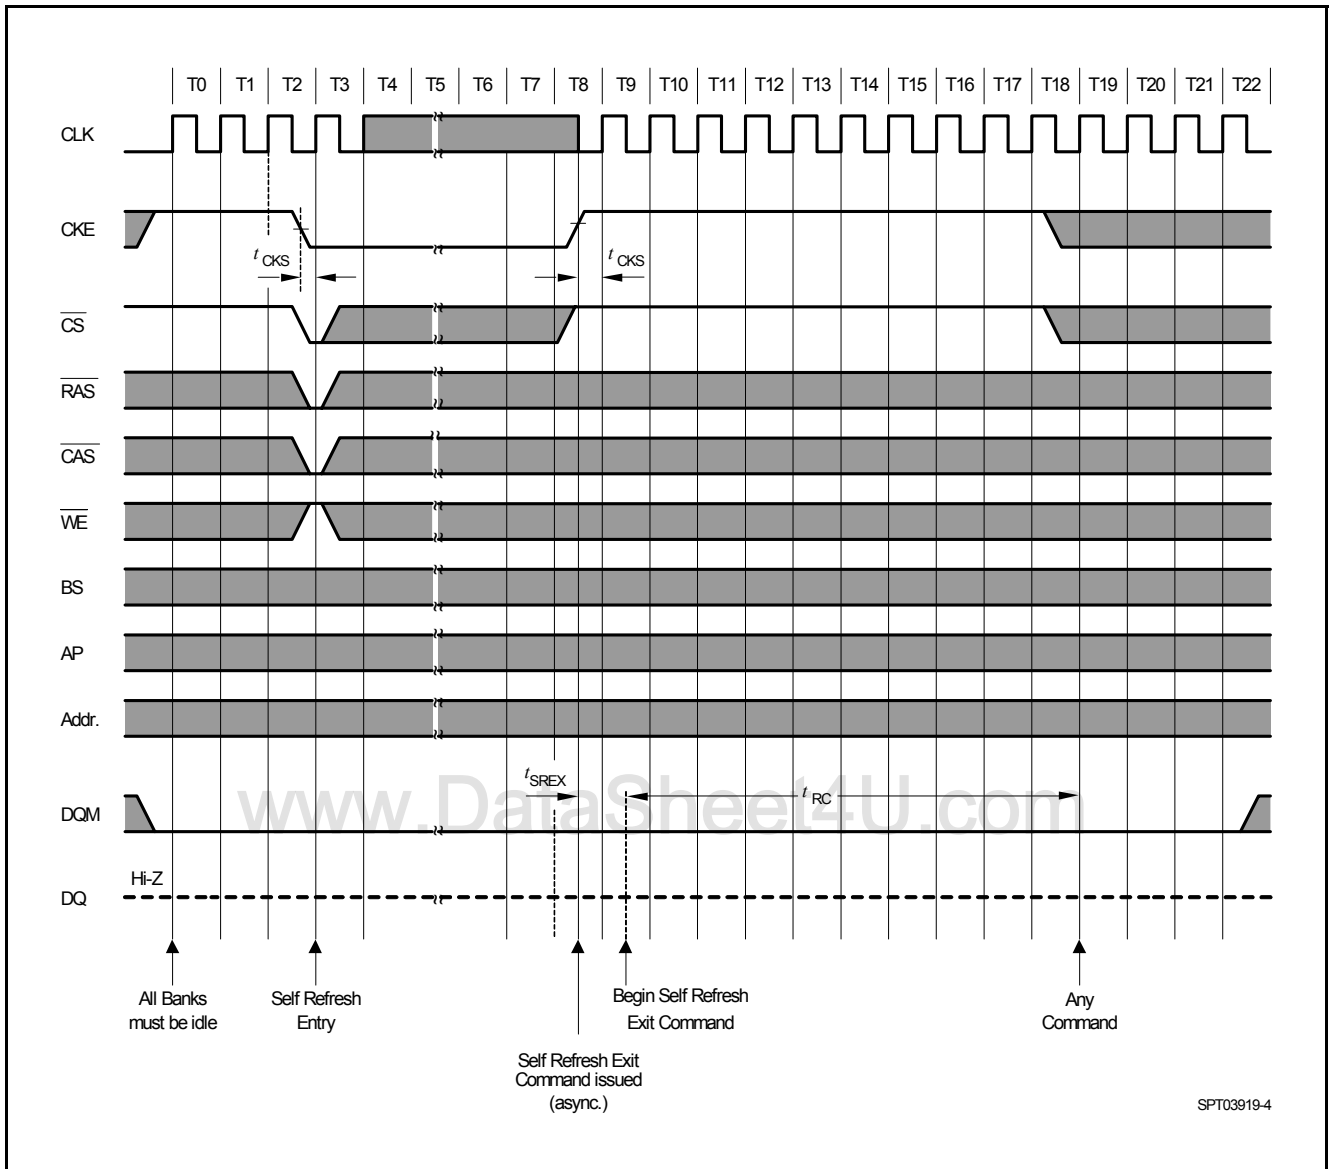 T0 T1 T2 T3 T4 T5 T6 T7 T8 T9 T10 T11 T12 T13 T14 T15 T16 T17 T18 T19 T20 T21 T22
CLK
CKE
t CKS t CKS
CS
RAS
CAS
WE
BS
AP
Addr.
t SREX t RC
www.DataSheet4U.com
DQM
Hi-Z
DQ
All Banks
must be idle
Self Refresh
Entry
Begin Self Refresh
Exit Command
Any
Command
Self Refresh Exit
Command issued
(async.)
SPT03919-4